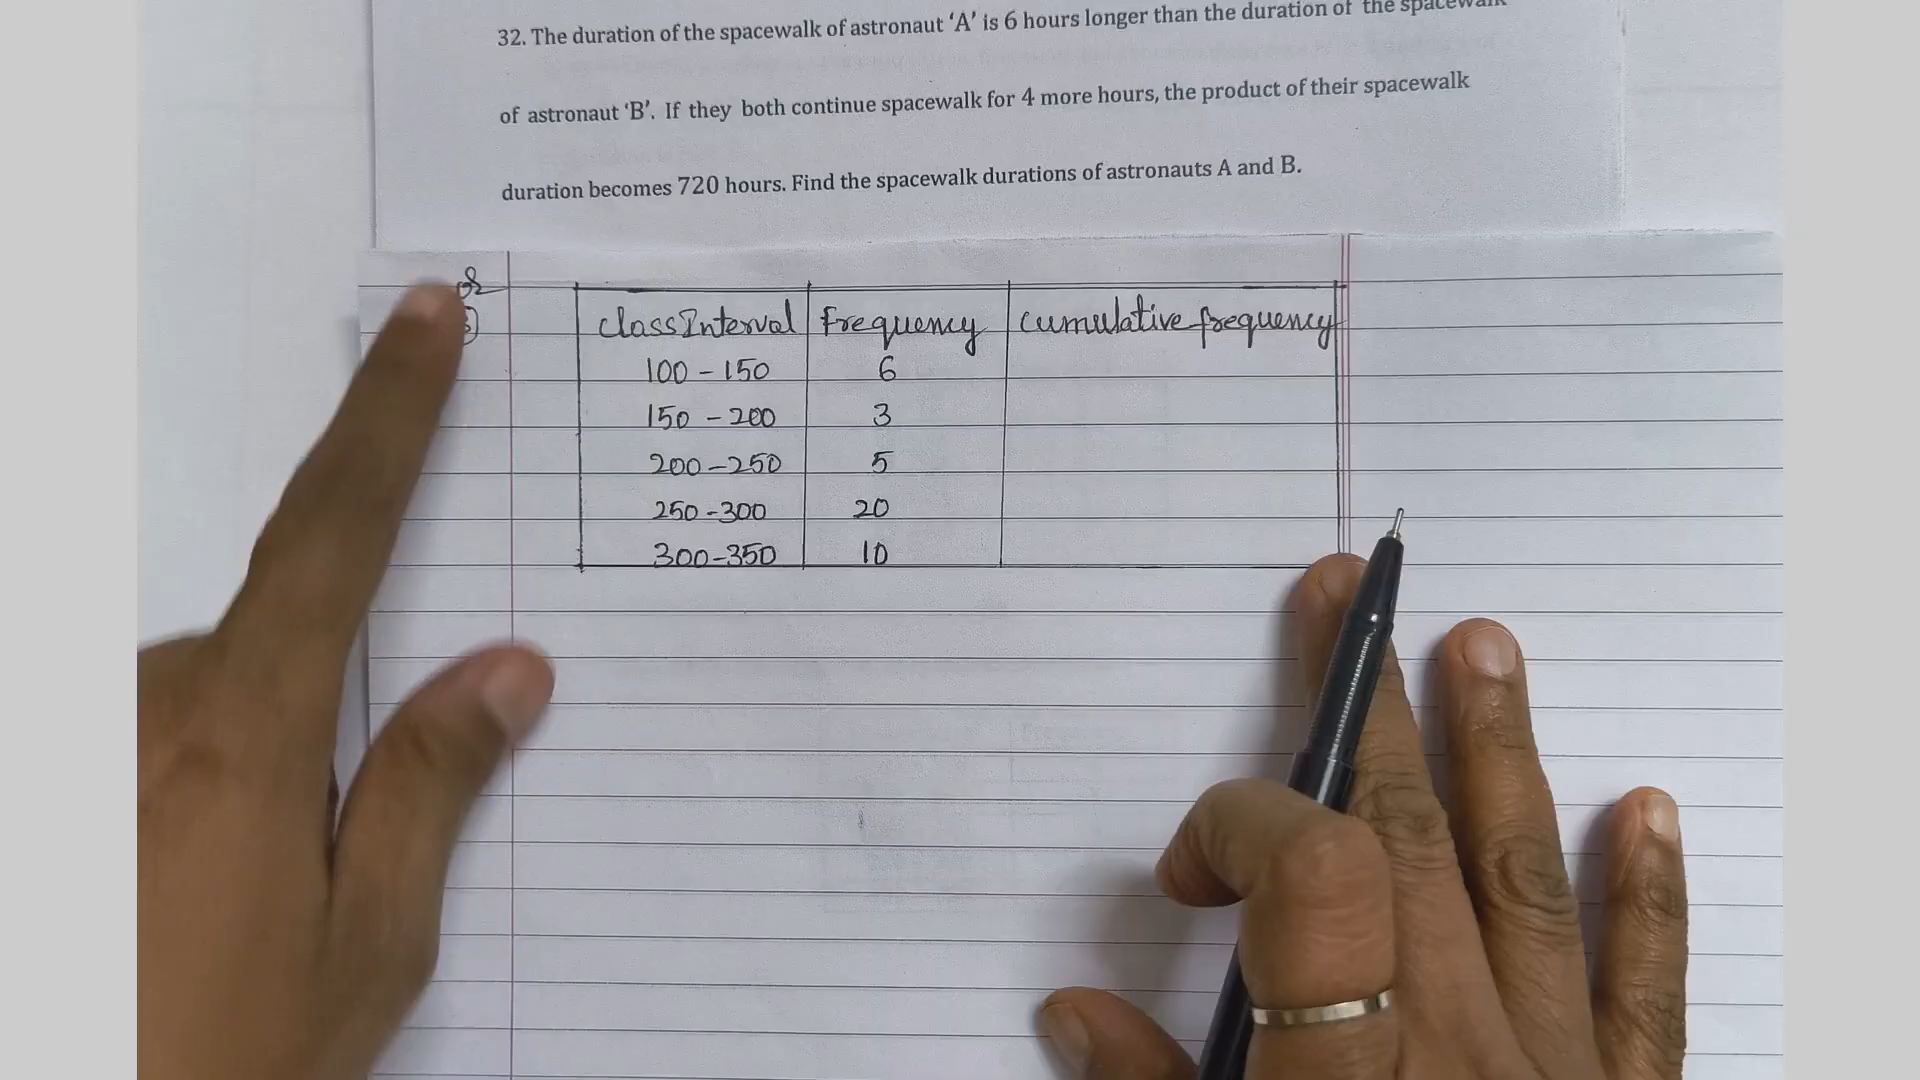 32. The duration of the spacewalk of astronaut ‘A’ is 6 hours longer than the duration of the spacewalk
of astronaut ‘B’. If they both continue spacewalk for 4 more hours, the product of their spacewalk
duration becomes 720 hours. Find the spacewalk durations of astronauts A and B.
class Interval frequency cumulative frequency
100 - 150 6
150 - 200 3
200 - 250 5
250 - 300 20
300 - 350 10